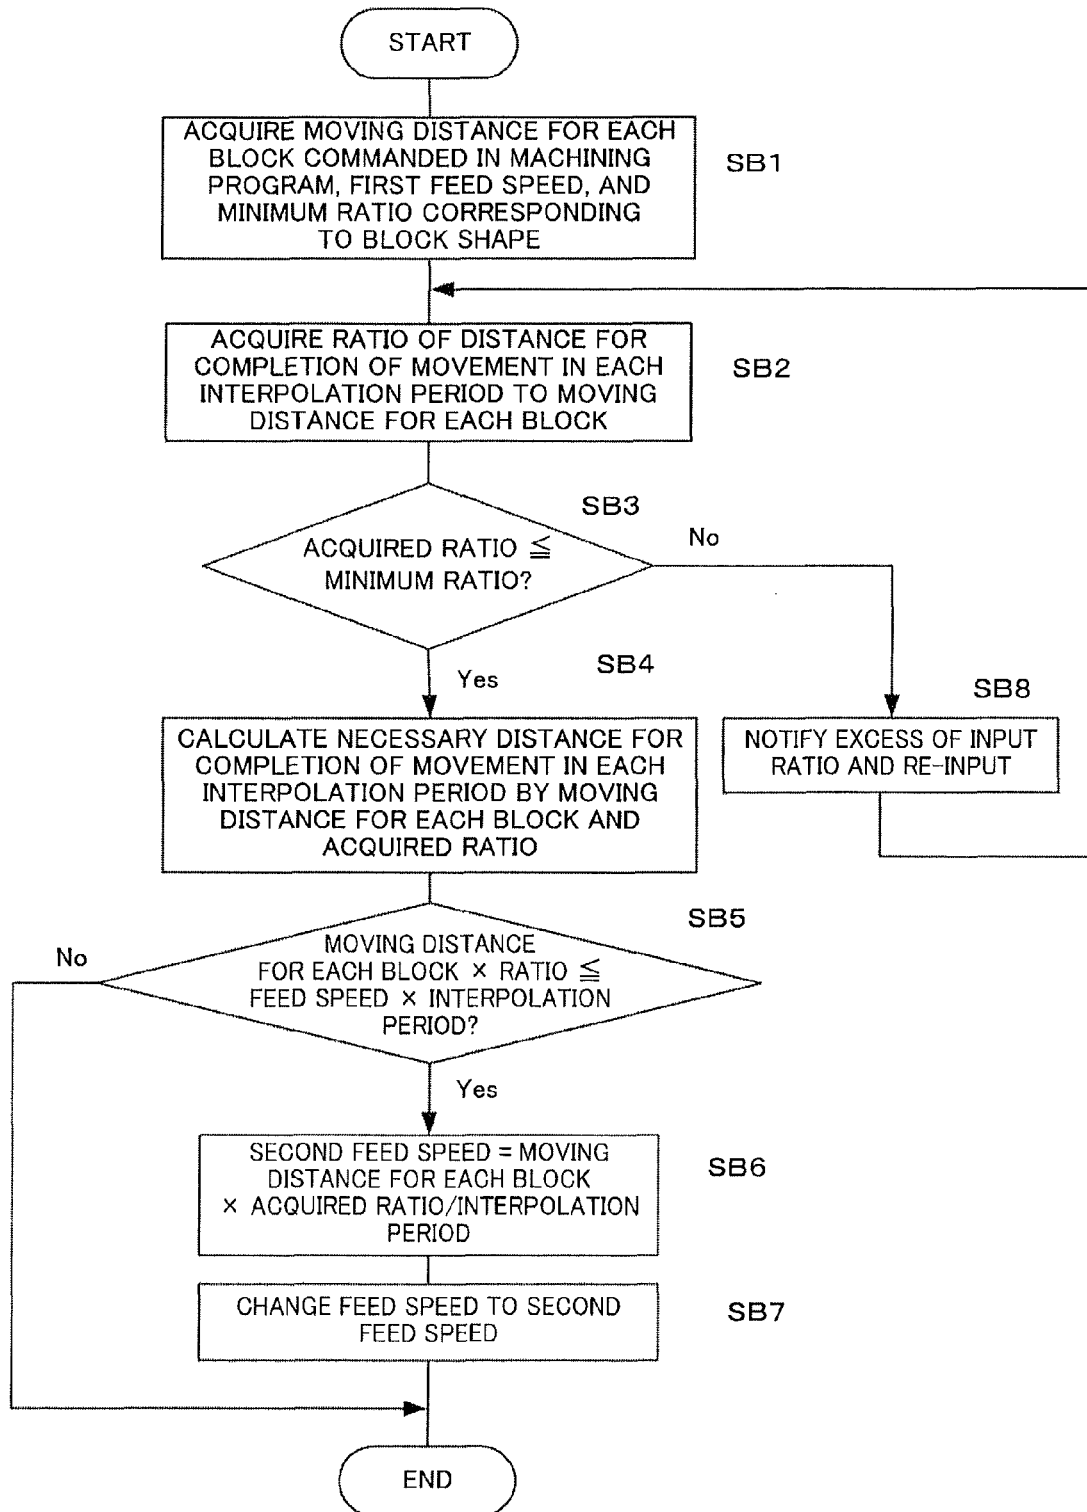 START
ACQUIRE MOVING DISTANCE FOR EACH
BLOCK COMMANDED IN MACHINING
PROGRAM, FIRST FEED SPEED, AND
MINIMUM RATIO CORRESPONDING
TO BLOCK SHAPE
SB1
ACQUIRE RATIO OF DISTANCE FOR
COMPLETION OF MOVEMENT IN EACH
INTERPOLATION PERIOD TO MOVING
DISTANCE FOR EACH BLOCK
SB2
SB3
ACQUIRED RATIO ≦
MINIMUM RATIO?
No
Yes
SB4
CALCULATE NECESSARY DISTANCE FOR
COMPLETION OF MOVEMENT IN EACH
INTERPOLATION PERIOD BY MOVING
DISTANCE FOR EACH BLOCK AND
ACQUIRED RATIO
SB8
NOTIFY EXCESS OF INPUT
RATIO AND RE-INPUT
SB5
MOVING DISTANCE
FOR EACH BLOCK × RATIO ≦
FEED SPEED × INTERPOLATION
PERIOD?
No
Yes
SECOND FEED SPEED = MOVING
DISTANCE FOR EACH BLOCK
× ACQUIRED RATIO/INTERPOLATION
PERIOD
SB6
CHANGE FEED SPEED TO SECOND
FEED SPEED
SB7
END